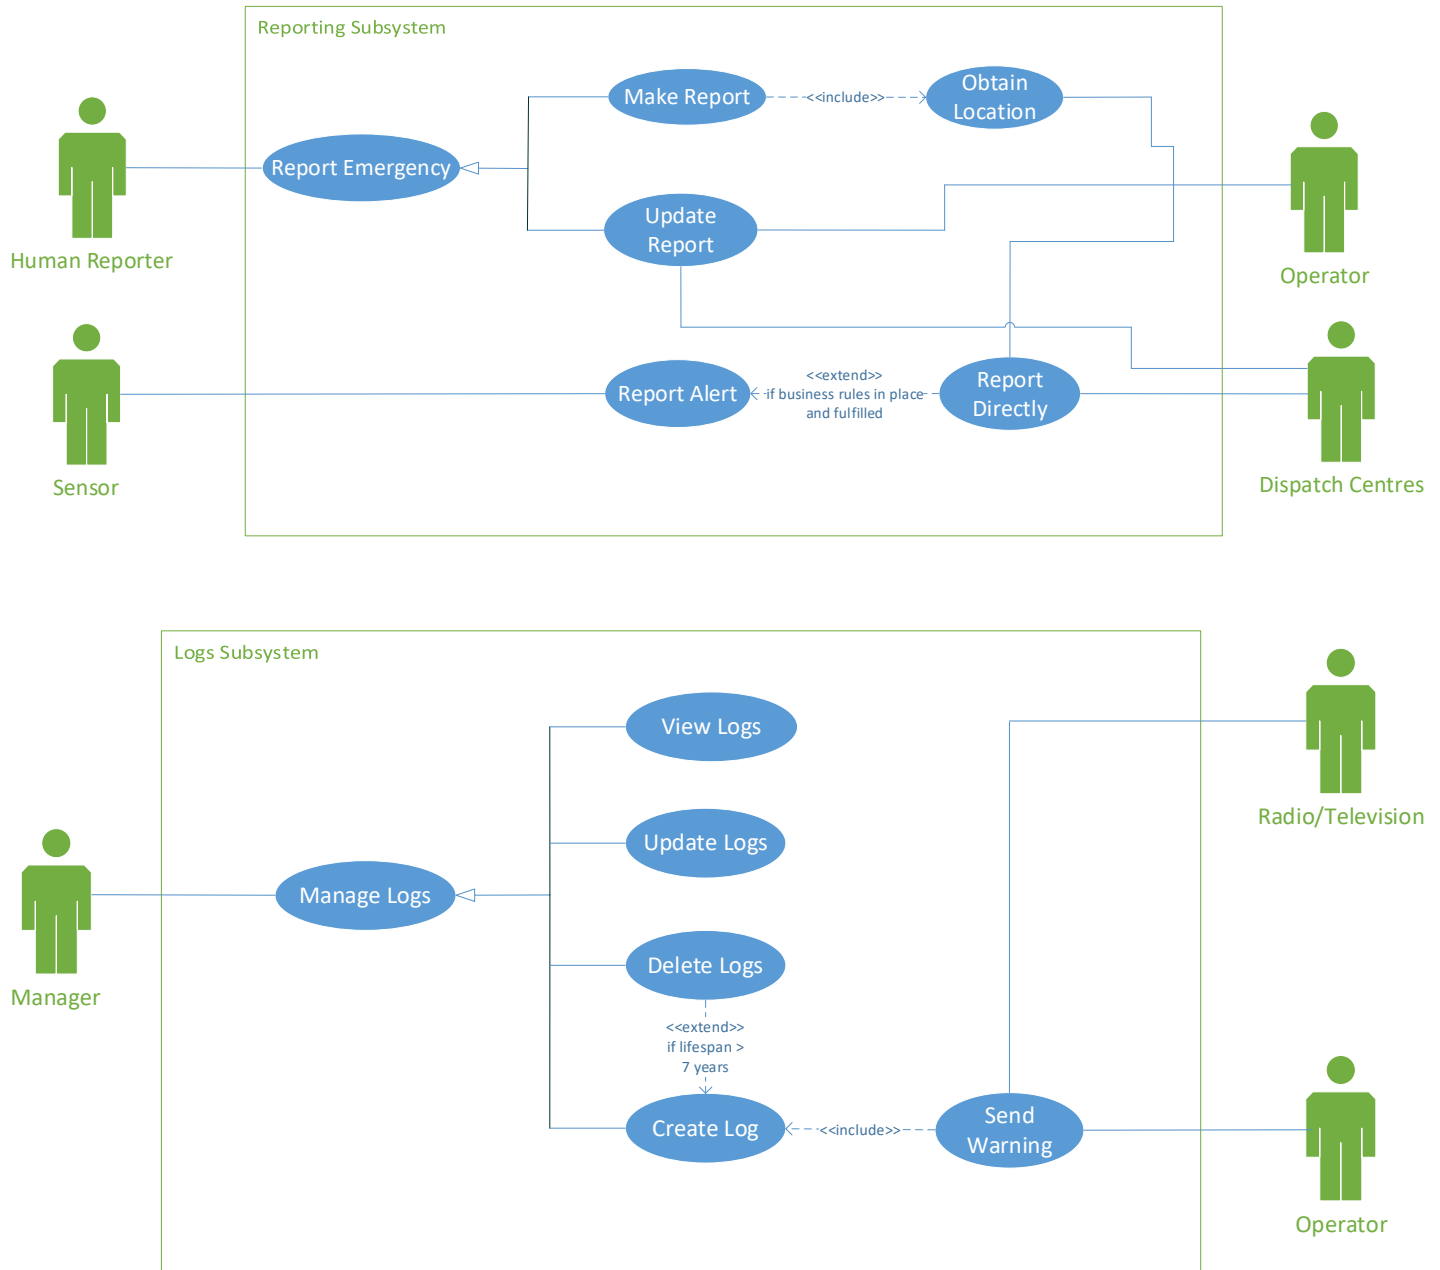 Reporting Subsystem
Make Report
<<include>>
Obtain
Location
Report Emergency
Update
Report
Human Reporter
Operator
Report Alert
<<extend>>
if business rules in place
and fulfilled
Report
Directly
Sensor
Dispatch Centres
Logs Subsystem
View Logs
Radio/Television
Update Logs
Manage Logs
Delete Logs
Manager
<<extend>>
if lifespan >
7 years
Create Log
<<include>>
Send
Warning
Operator